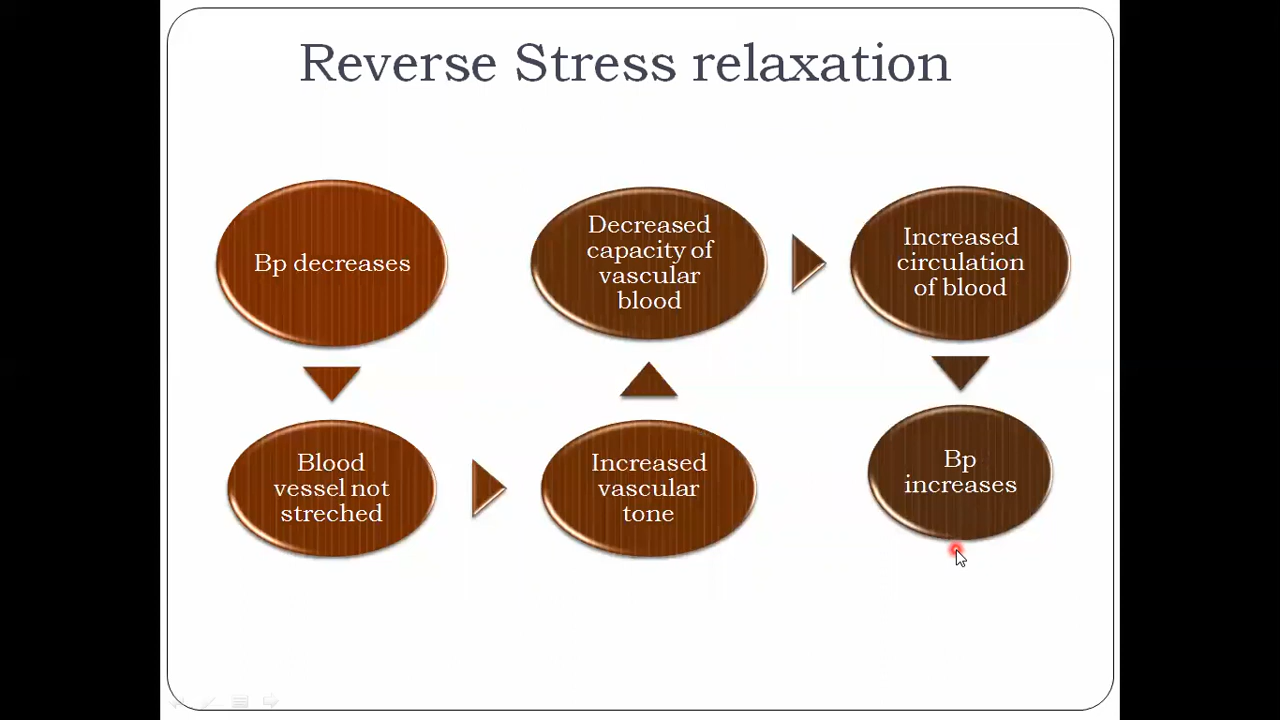 Reverse Stress relaxation
Bp decreases
Blood
vessel not
streched
Increased
vascular
tone
Decreased
capacity of
vascular
blood
Increased
circulation
of blood
Bp
increases